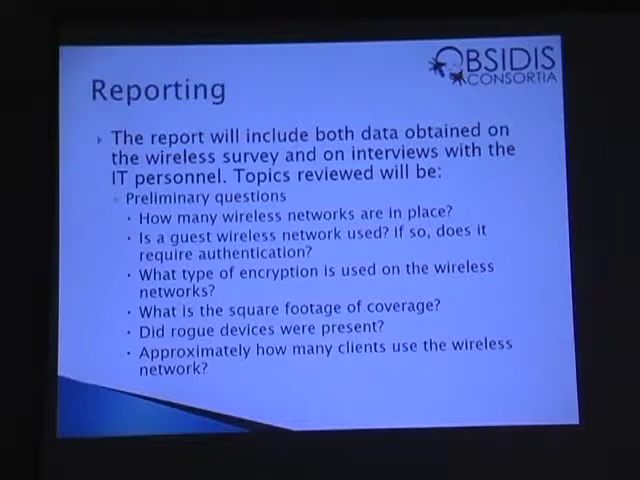 OBSIDIS
CONSORTIA
Reporting
The report will include both data obtained on
the wireless survey and on interviews with the
IT personnel. Topics reviewed will be:
Preliminary questions
• How many wireless networks are in place?
• Is a guest wireless network used? If so, does it
require authentication?
• What type of encryption is used on the wireless
networks?
• What is the square footage of coverage?
• Did rogue devices were present?
• Approximately how many clients use the wireless
network?